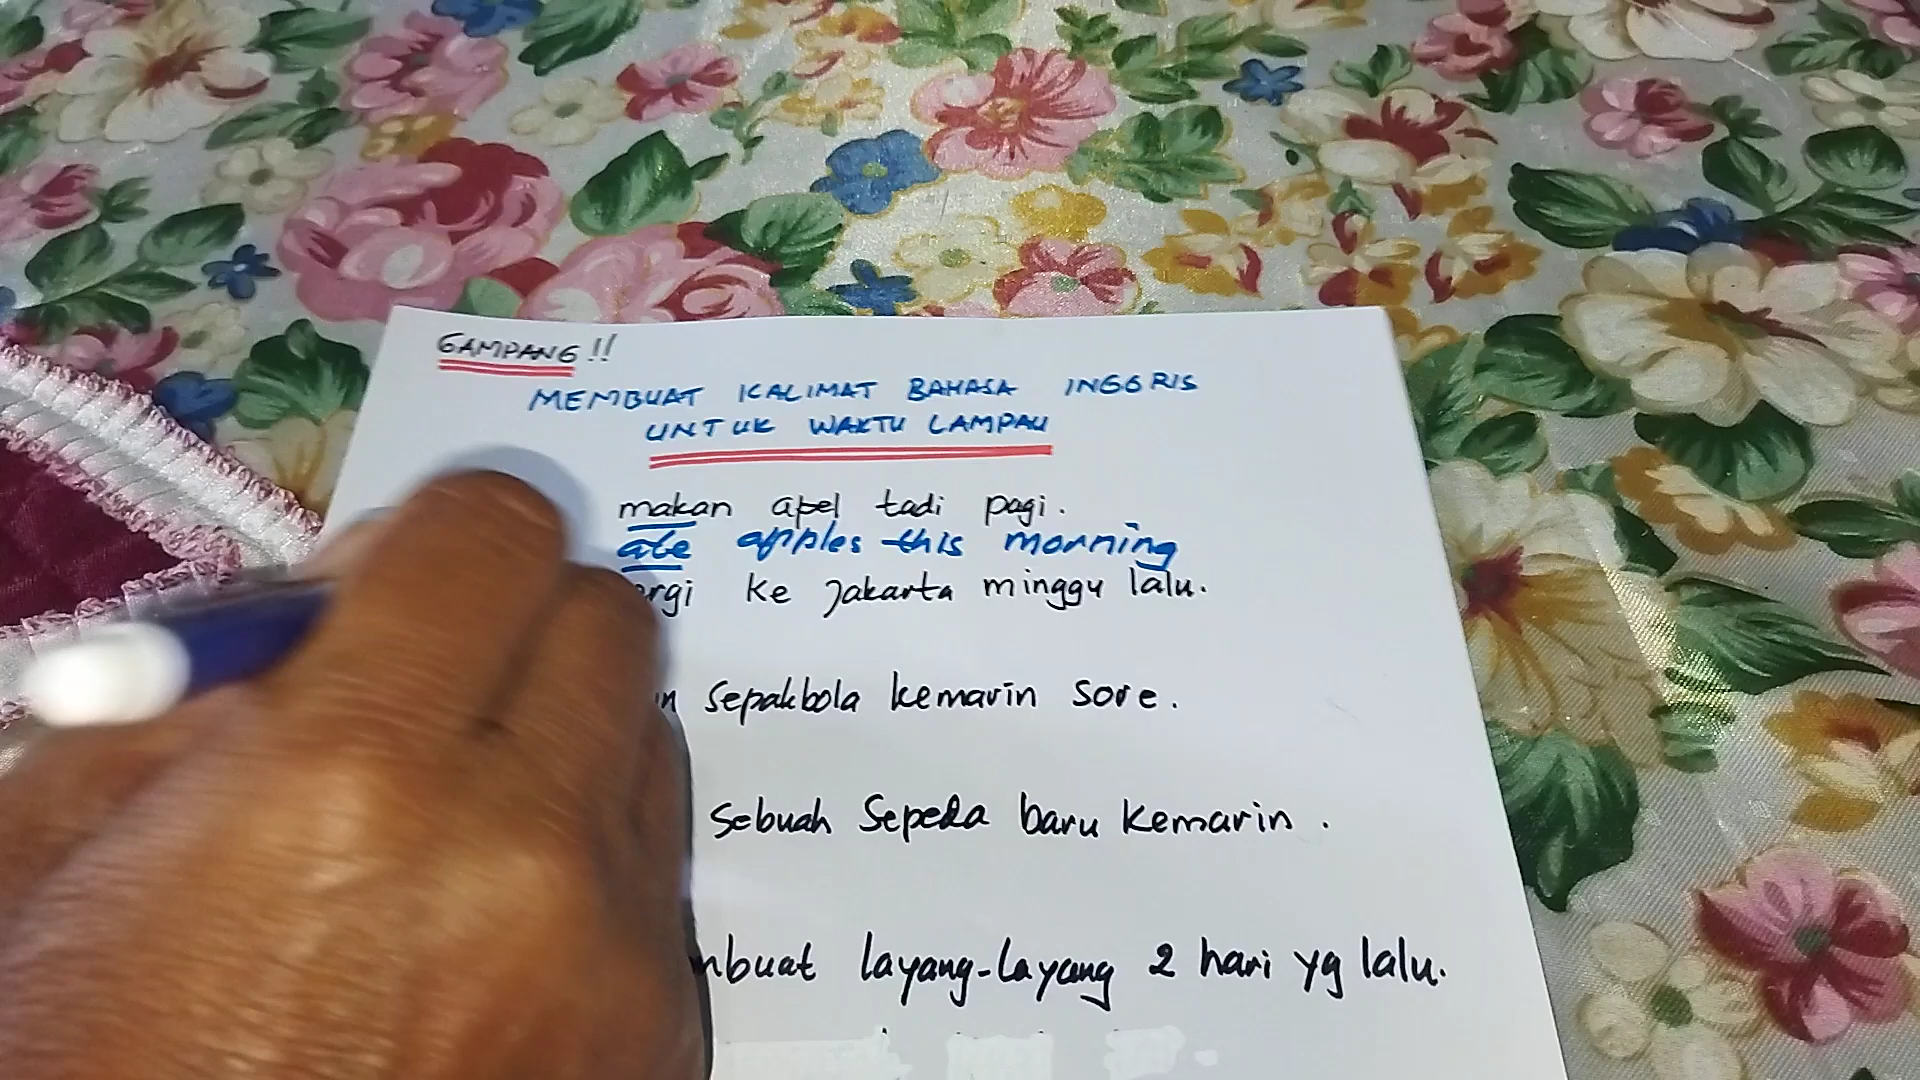 GAMPANG!!
MEMBUAT KALIMAT BAHASA INGGRIS
UNTUK WAKTU LAMPAU
makan apel tadi pagi.
ate apples this morning
ke Jakarta minggu lalu.
sepakbola kemarin sore.
sebuah sepeda baru kemarin.
layang-layang 2 hari yg lalu.